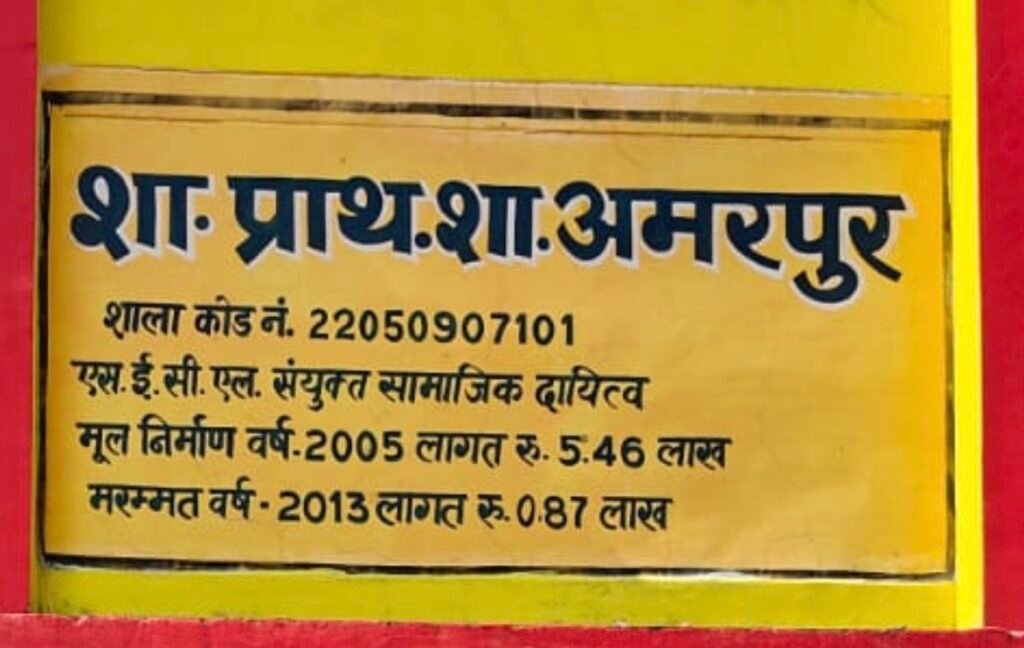 शा. प्राथ.शा.अमरपुर
शाला कोड नं. 22050907101
एस.ई.सी.एल. संयुक्त सामाजिक दायित्व
मूल निर्माण वर्ष.2005 लागत रु. 5.46 लाख
मरम्मत वर्ष - 2013 लागत रु. 0.87 लाख